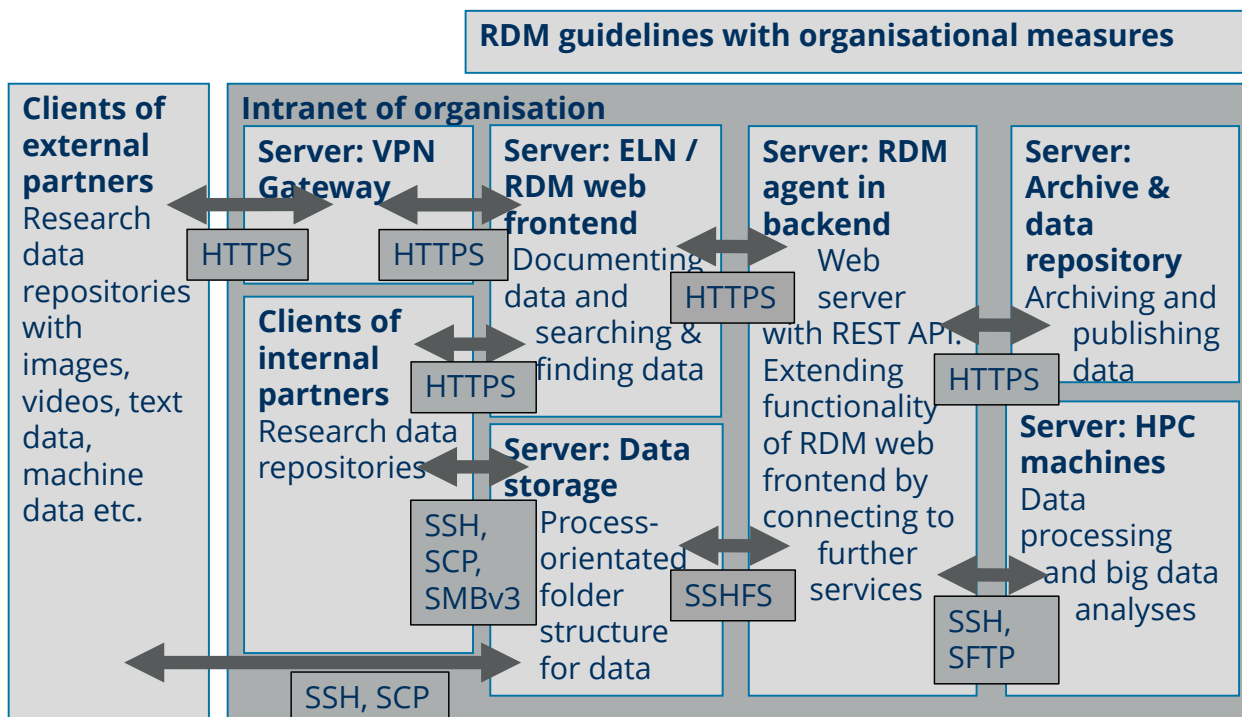 RDM guidelines with organisational measures
Clients of
external
partners
Research
data
repositories
with
images,
videos, text
data,
machine
data etc.
Intranet of organisation
Server: VPN
Gateway
HTTPS
HTTPS
Clients of
internal
partners
Research data
repositories
HTTPS
SSH,
SCP,
SMBv3
SSH, SCP
Server: ELN /
RDM web
frontend
Documenting
data and
searching &
finding data
HTTPS
Server: Data
storage
Process-
orientated
folder
structure
for data
SSHFS
Server: RDM
agent in
backend
Web
server
with REST API.
Extending
functionality
of RDM web
frontend by
connecting to
further
services
HTTPS
SSH,
SFTP
Server:
Archive &
data
repository
Archiving and
publishing
data
Server: HPC
machines
Data
processing
and big data
analyses